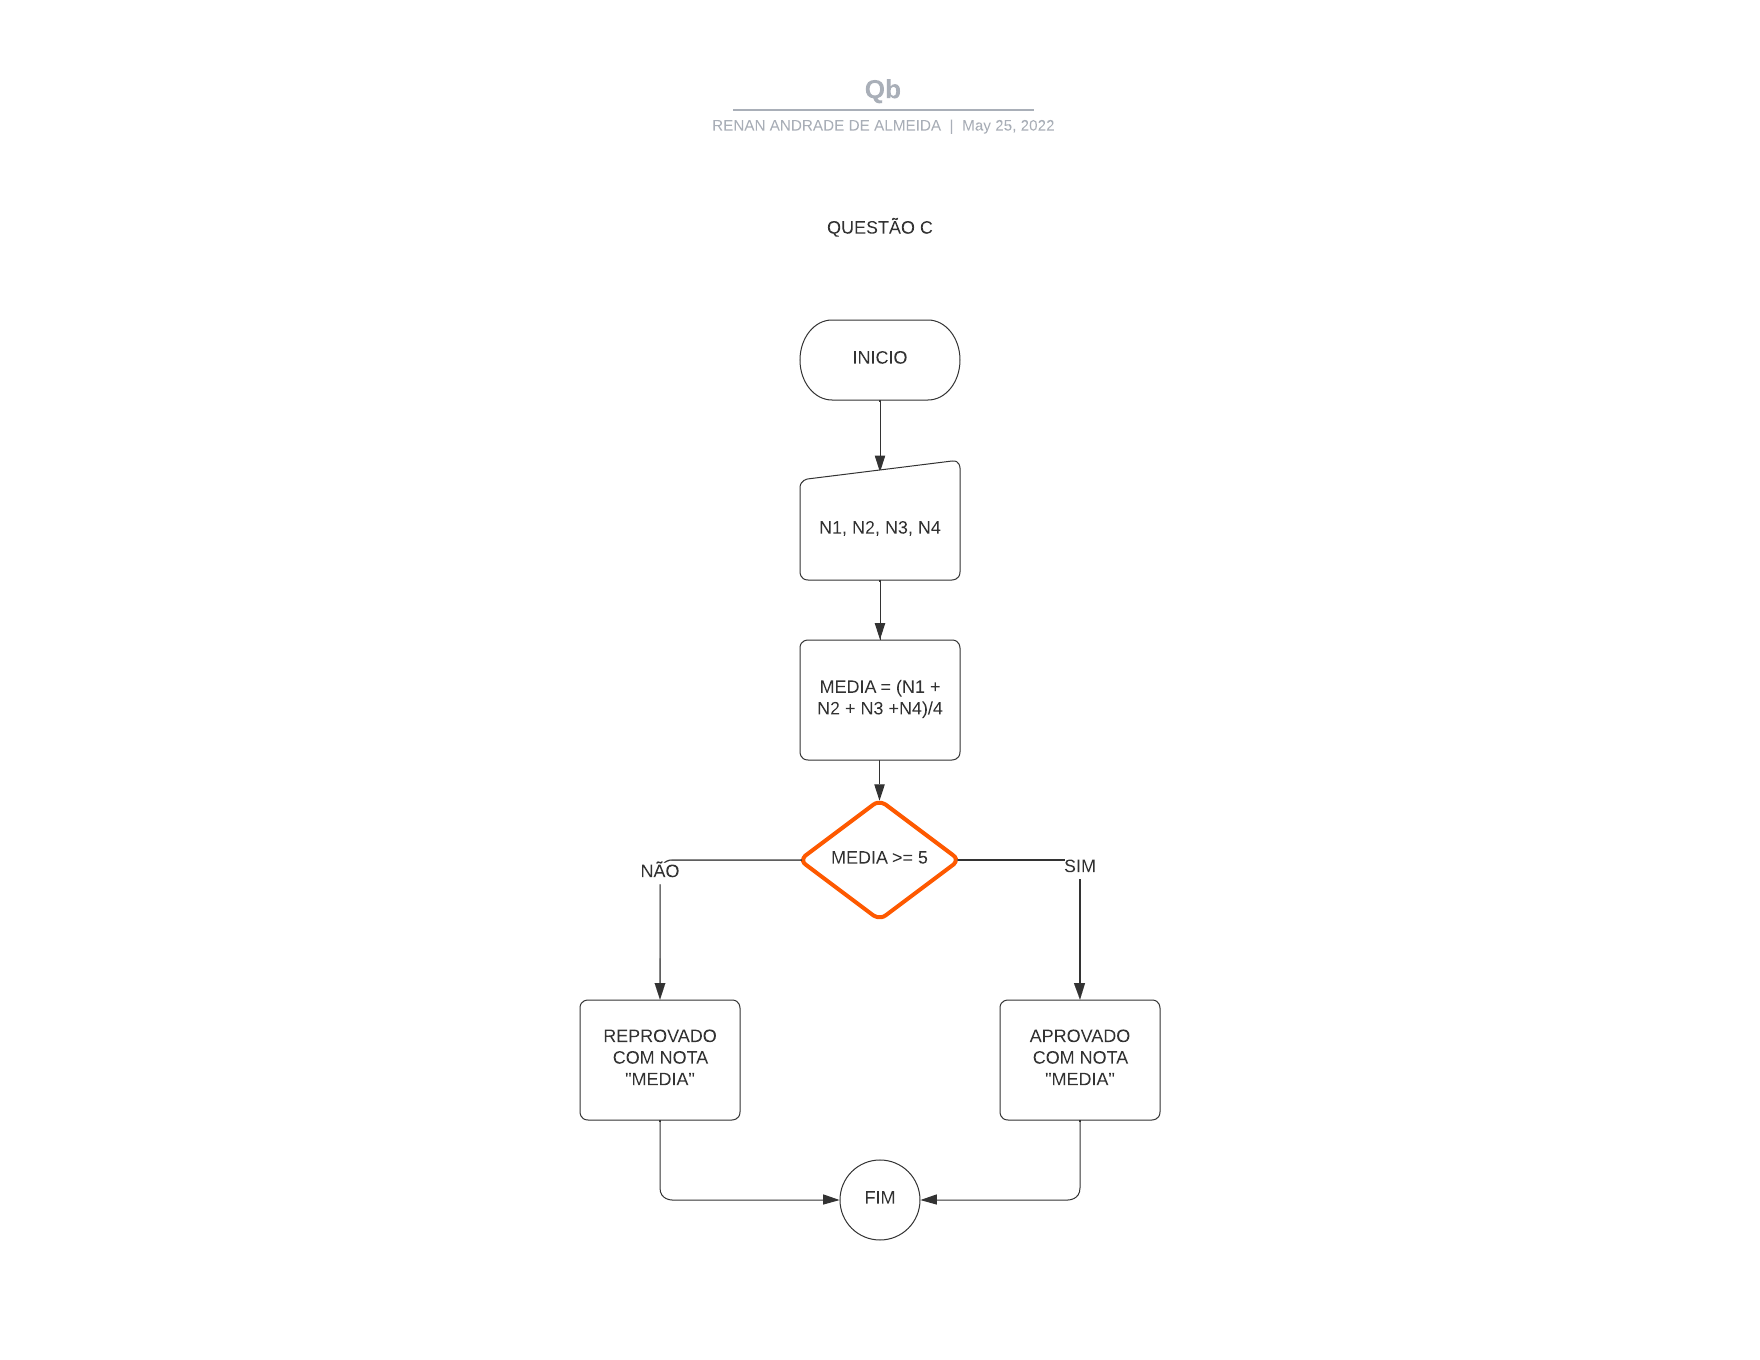 Qb
RENAN ANDRADE DE ALMEIDA | May 25, 2022
QUESTÃO C
INICIO
N1, N2, N3, N4
MEDIA = (N1 +
N2 + N3 +N4)/4
MEDIA >= 5
NÃO
SIM
REPROVADO
COM NOTA
"MEDIA"
APROVADO
COM NOTA
"MEDIA"
FIM